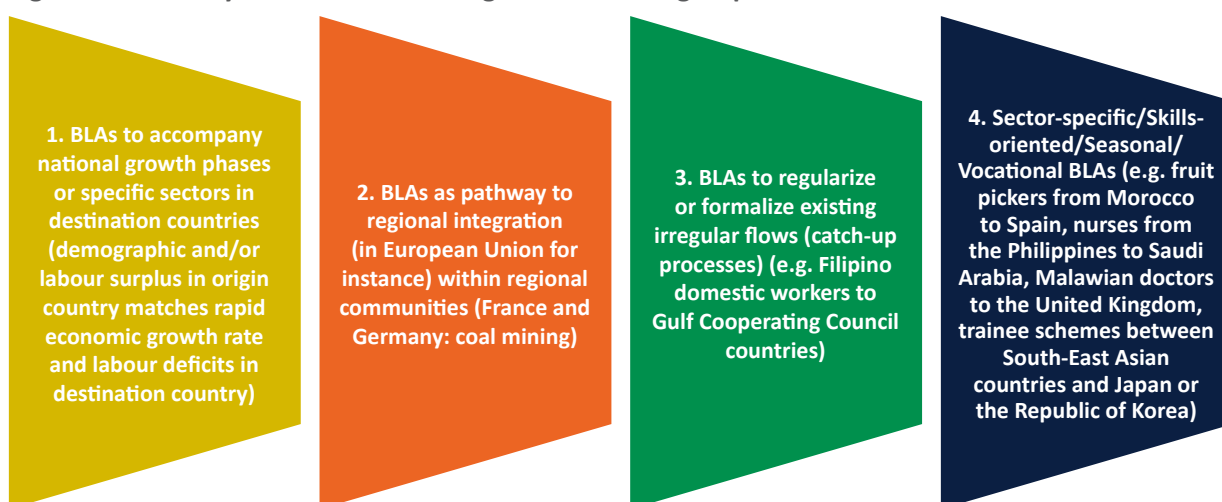 1. BLAs to accompany
national growth phases
or specific sectors in
destination countries
(demographic and/or
labour surplus in origin
country matches rapid
economic growth rate
and labour deficits in
destination country)
2. BLAs as pathway to
regional integration
(in European Union for
instance) within regional
communities (France and
Germany: coal mining)
3. BLAs to regularize
or formalize existing
irregular flows (catch-up
processes) (e.g. Filipino
domestic workers to
Gulf Cooperating Council
countries)
4. Sector-specific/Skills-
oriented/Seasonal/
Vocational BLAs (e.g. fruit
pickers from Morocco
to Spain, nurses from
the Philippines to Saudi
Arabia, Malawian doctors
to the United Kingdom,
trainee schemes between
South-East Asian
countries and Japan or
the Republic of Korea)